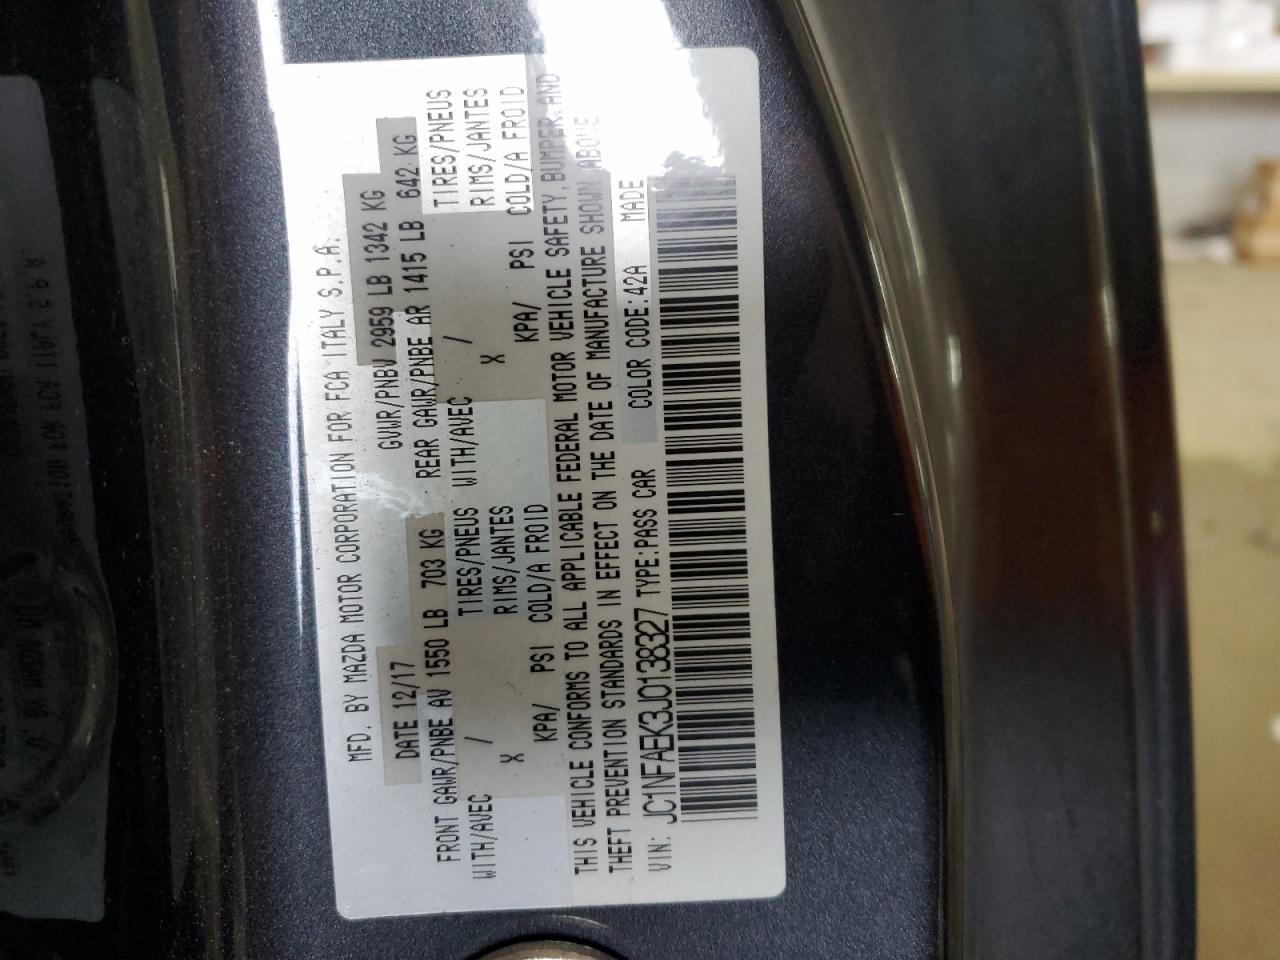 MFD. BY MAZDA MOTOR CORPORATION FOR FCA ITALY S.P.A.
DATE 12/17 GVWR/PNBV 2959 LB 1342 KG
FRONT GAWR/PNBE AV 1550 LB 703 KG REAR GAWR/PNBE AR 1415 LB 642 KG
WITH/AVEC / TIRES/PNEUS WITH/AVEC / TIRES/PNEUS
X RIMS/JANTES X RIMS/JANTES
KPA/ PSI COLD/A FROID KPA/ PSI COLD/A FROID
THIS VEHICLE CONFORMS TO ALL APPLICABLE FEDERAL MOTOR VEHICLE SAFETY, BUMPER, AND
THEFT PREVENTION STANDARDS IN EFFECT ON THE DATE OF MANUFACTURE SHOWN ABOVE
VIN: JC1NFAEK3J0138327 TYPE:PASS CAR COLOR CODE:42A MADE